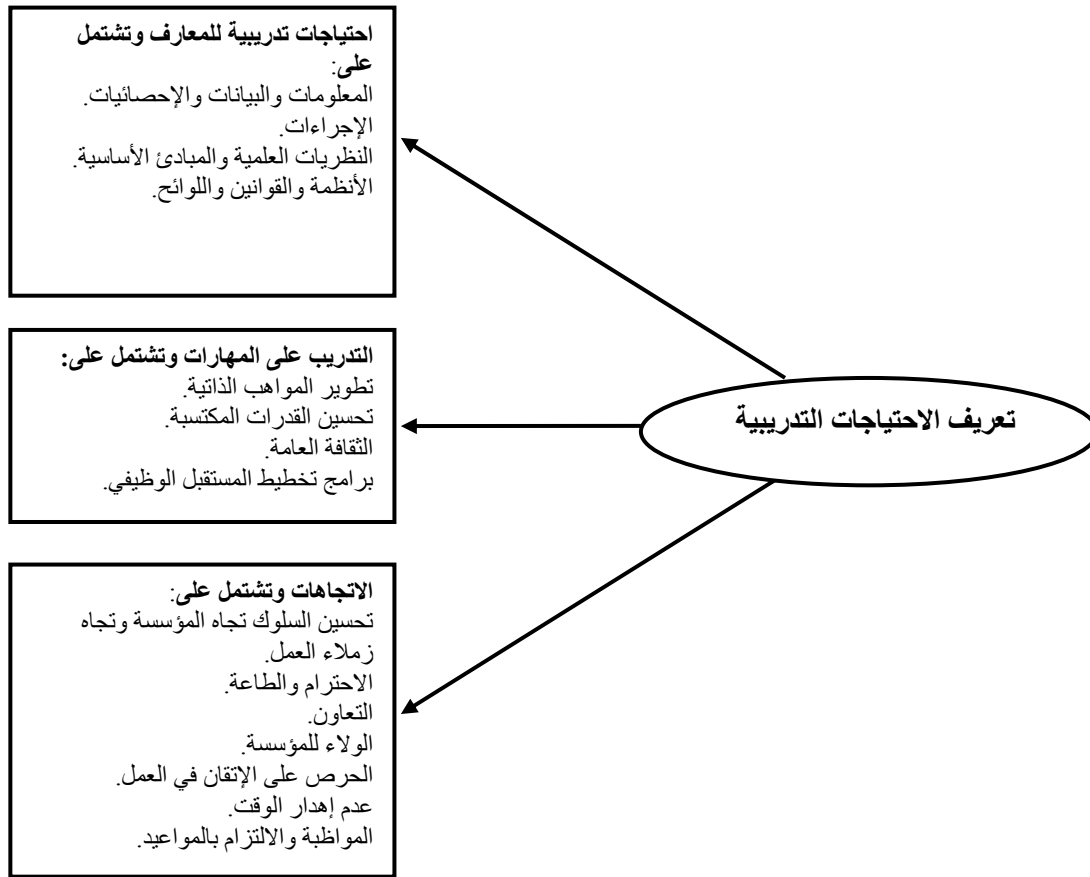 احتياجات تدريبية للمعارف وتشتمل
على:
المعلومات والبيانات والإحصائيات.
الإجراءات.
النظريات العلمية والمبادئ الأساسية.
الأنظمة والقوانين واللوائح.
التدريب على المهارات وتشتمل على:
تطوير المواهب الذاتية.
تحسين القدرات المكتسبة.
الثقافة العامة.
برامج تخطيط المستقبل الوظيفي.
تعريف الاحتياجات التدريبية
الاتجاهات وتشتمل على:
تحسين السلوك تجاه المؤسسة وتجاه
زملاء العمل.
الاحترام والطاعة.
التعاون.
الولاء للمؤسسة.
الحرص على الإتقان في العمل.
عدم إهدار الوقت.
المواظبة والالتزام بالمواعيد.